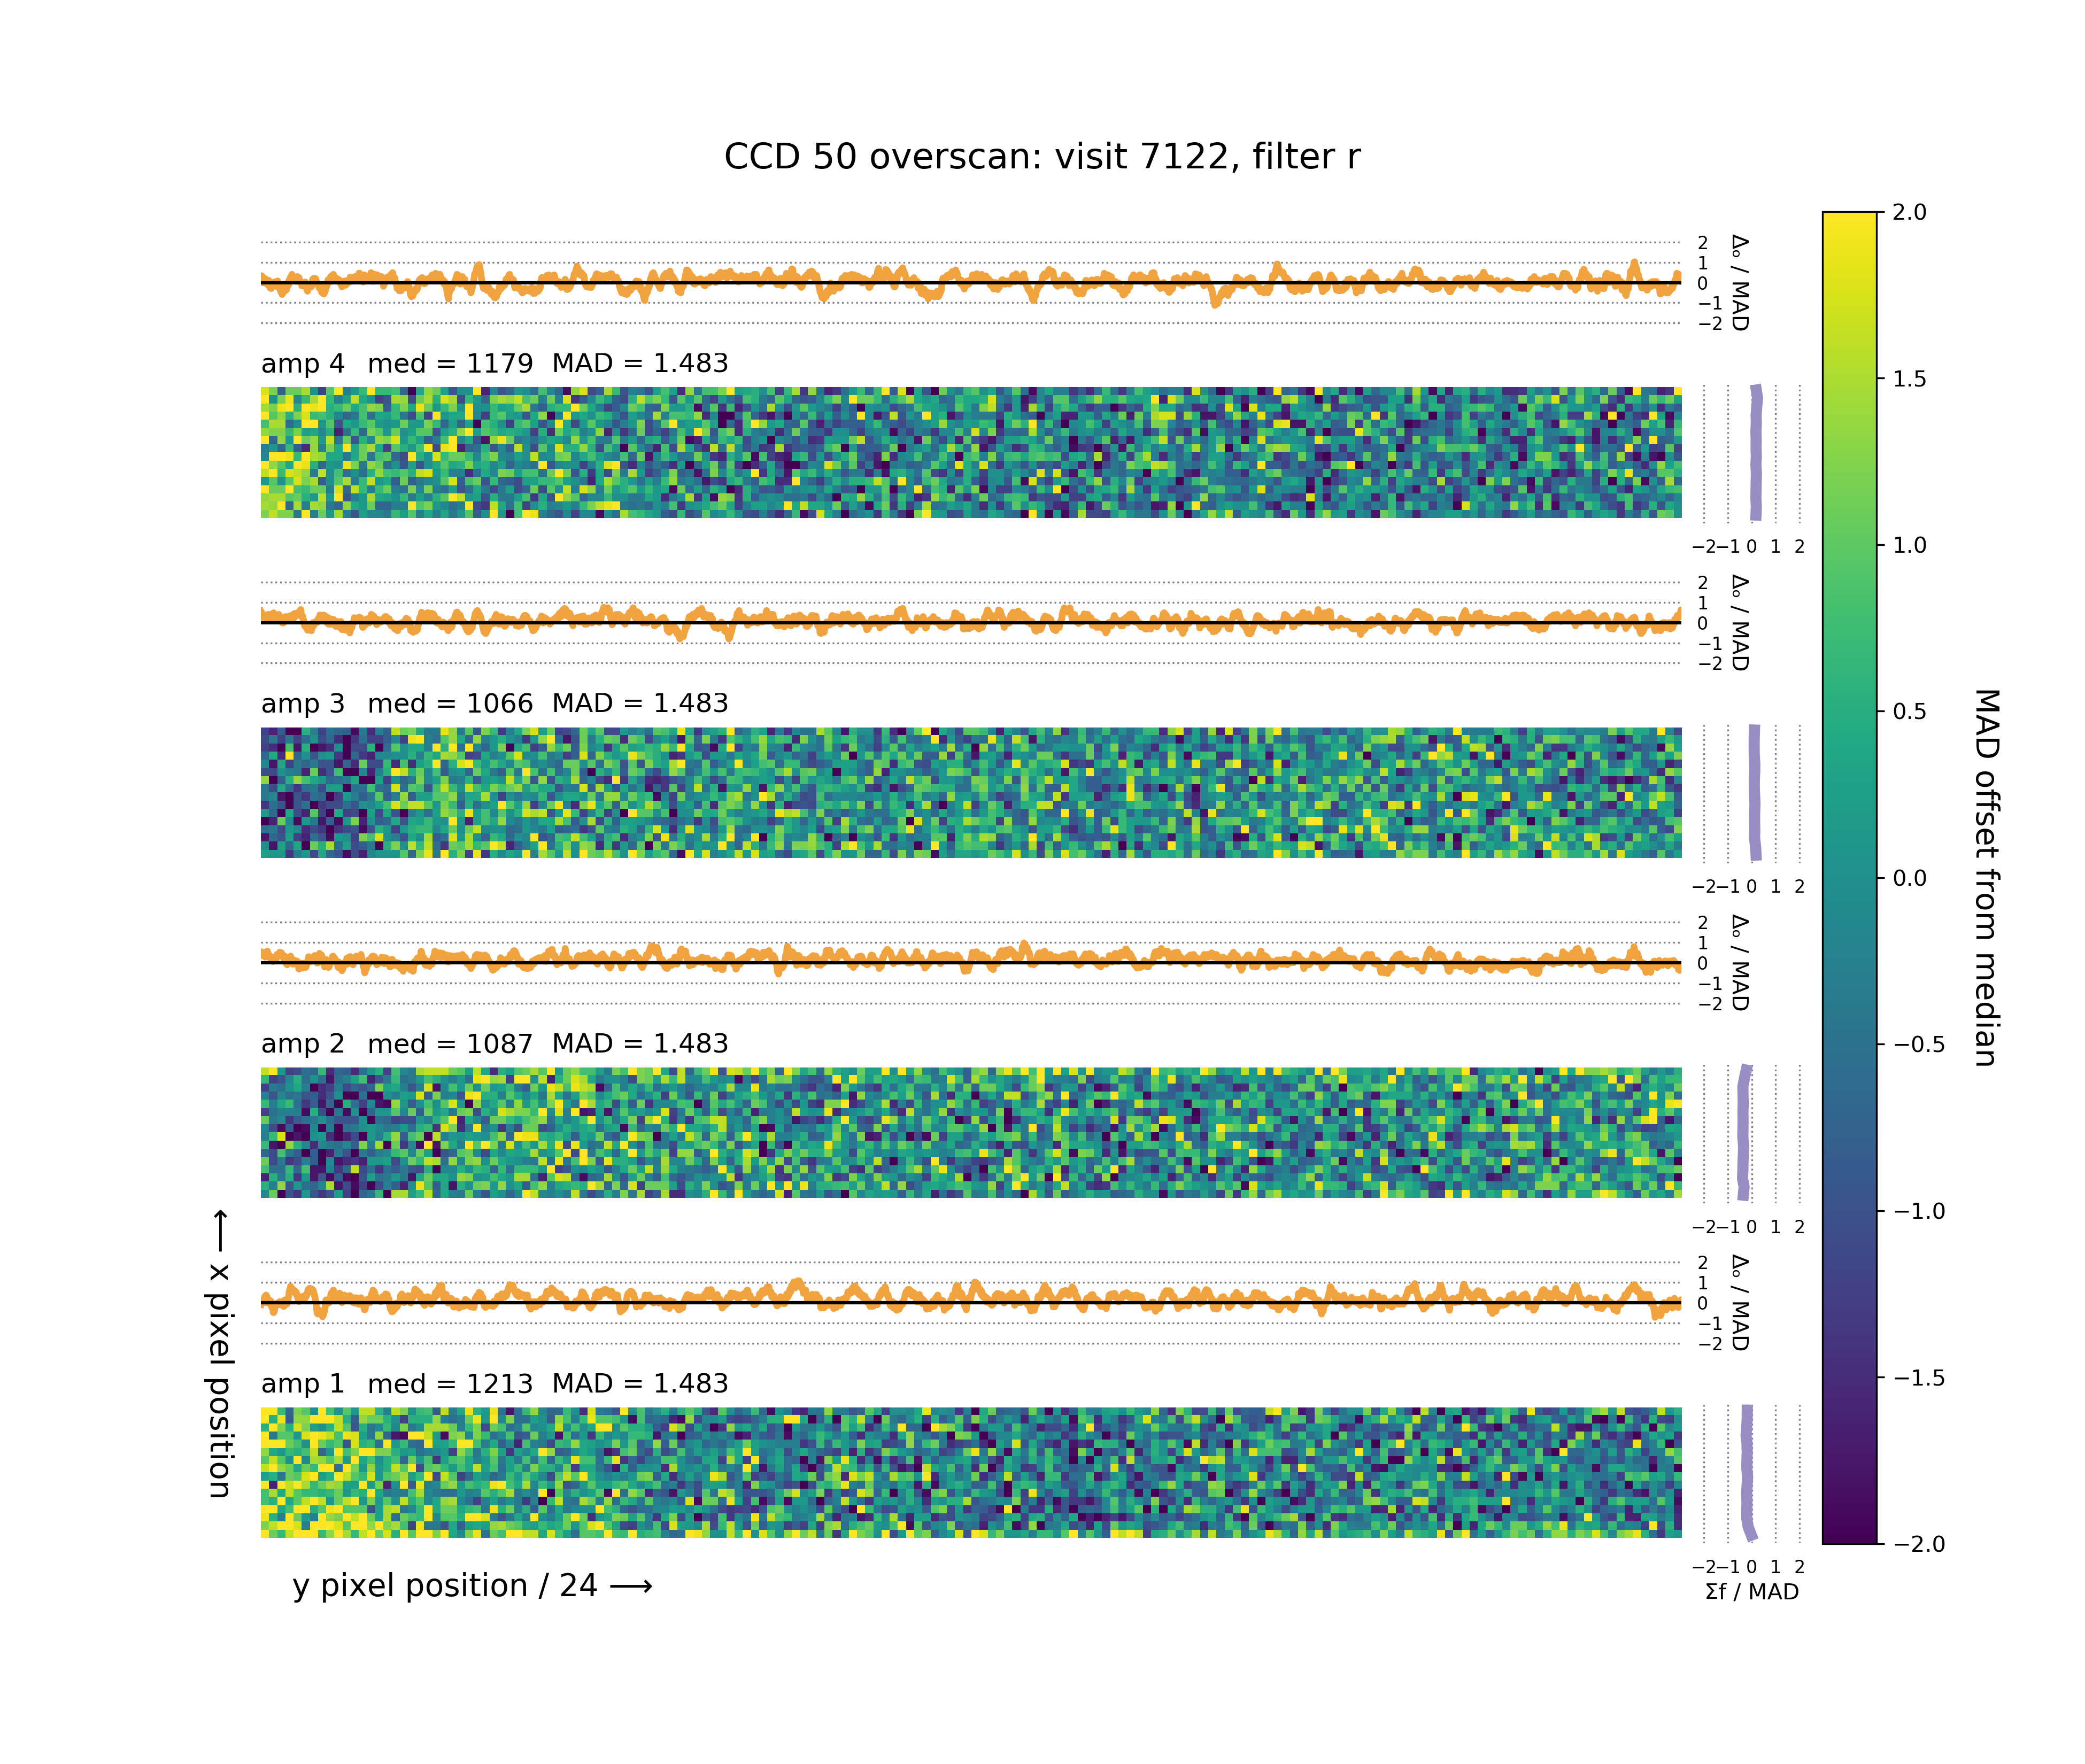 CCD 50 overscan: visit 7122, filter r
2
1
0
−1
−2
Δₒ / MAD
amp 4 med = 1179 MAD = 1.483
−2 −1 0 1 2
2
1
0
−1
−2
Δₒ / MAD
amp 3 med = 1066 MAD = 1.483
−2 −1 0 1 2
2
1
0
−1
−2
Δₒ / MAD
amp 2 med = 1087 MAD = 1.483
−2 −1 0 1 2
2
1
0
−1
−2
Δₒ / MAD
amp 1 med = 1213 MAD = 1.483
−2 −1 0 1 2
Σf / MAD
⟵ x pixel position
y pixel position / 24 ⟶
2.0
1.5
1.0
0.5
0.0
−0.5
−1.0
−1.5
−2.0
MAD offset from median